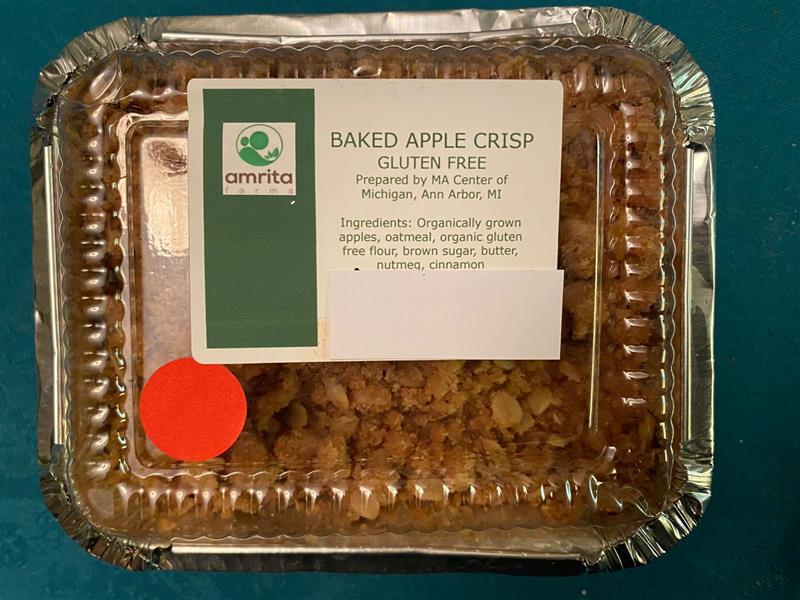 amrita
farms
BAKED APPLE CRISP
GLUTEN FREE
Prepared by MA Center of
Michigan, Ann Arbor, MI
Ingredients: Organically grown
apples, oatmeal, organic gluten
free flour, brown sugar, butter,
nutmeg, cinnamon